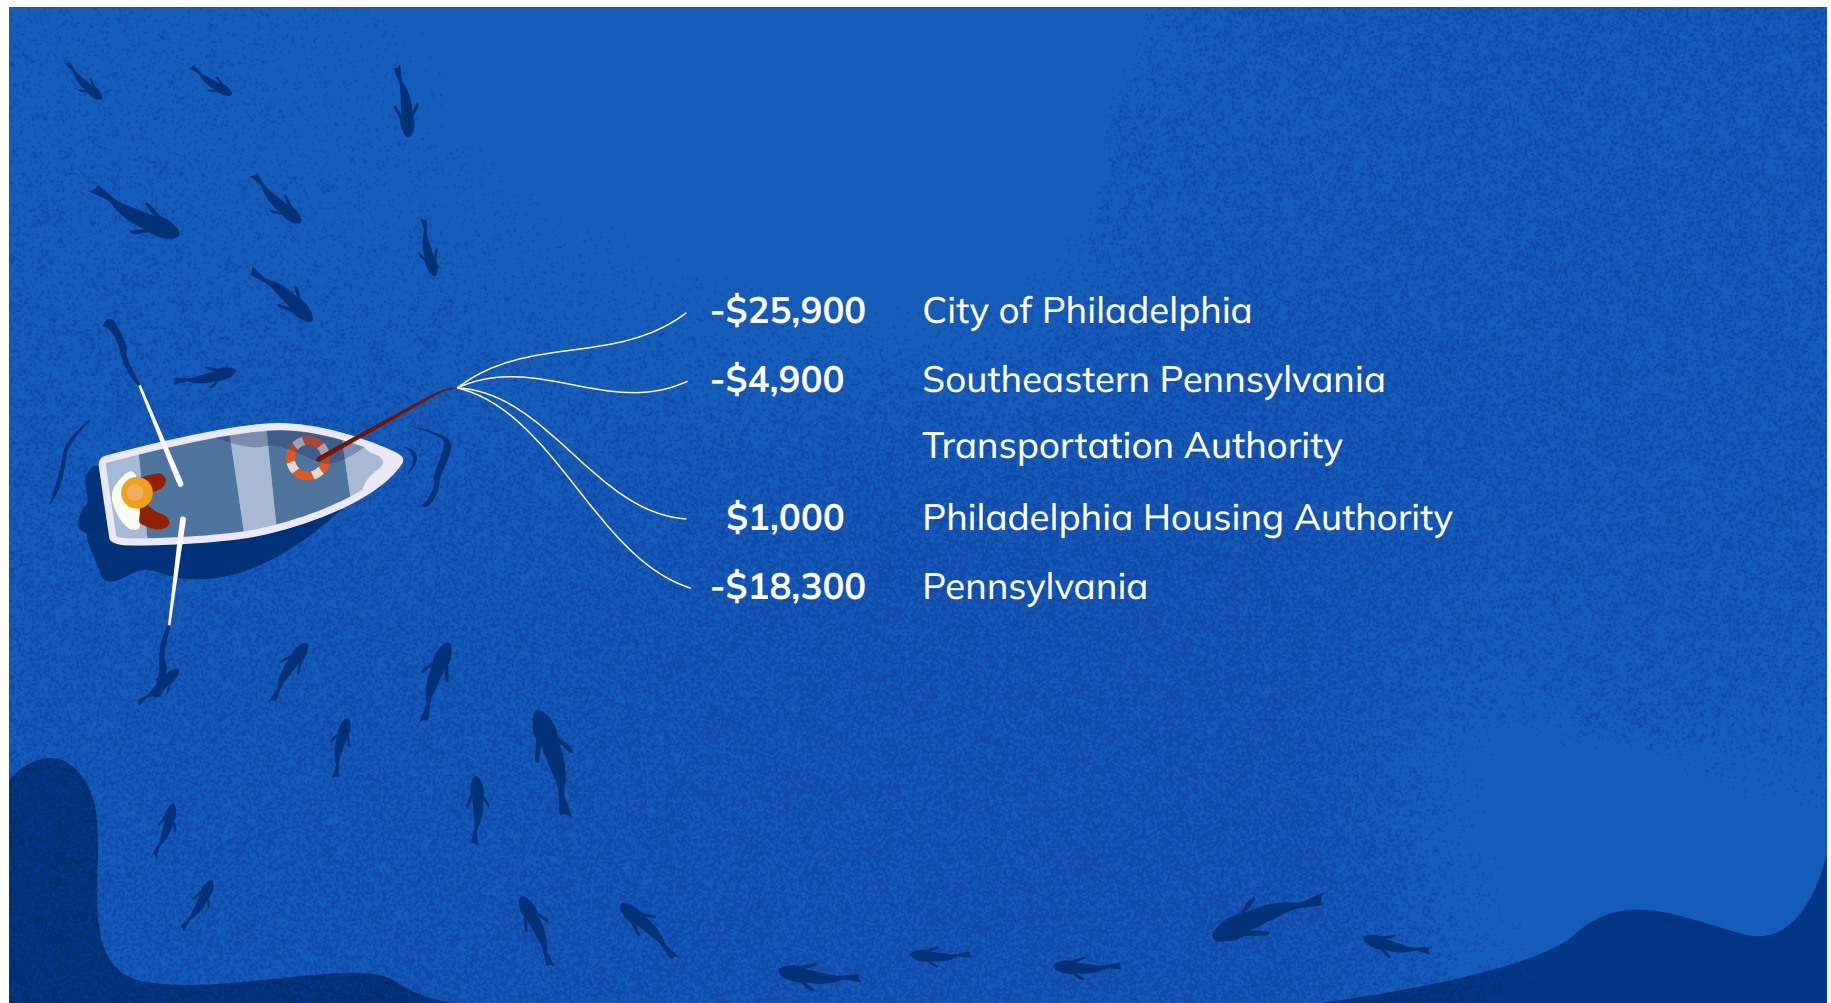 -$25,900 City of Philadelphia
-$4,900 Southeastern Pennsylvania
Transportation Authority
$1,000 Philadelphia Housing Authority
-$18,300 Pennsylvania